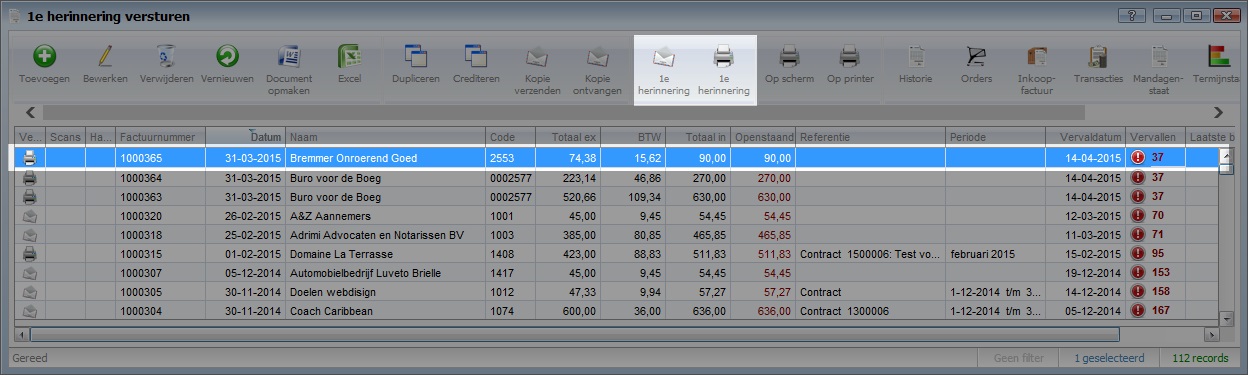 1e herinnering versturen
Toevoegen Bewerken Verwijderen Vernieuwen Document opmaken Excel Dupliceren Crediteren Kopie verzenden Kopie ontvangen 1e herinnering 1e herinnering Op scherm Op printer Historie Orders Inkoop-factuur Transacties Mandagen-staat Termijnsta
Ve... Scans Ha... Factuurnummer Datum Naam Code Totaal ex BTW Totaal in Openstaand Referentie Periode Vervaldatum Vervallen Laatste b
1000365 31-03-2015 Bremmer Onroerend Goed 2553 74,38 15,62 90,00 90,00 14-04-2015 37
1000364 31-03-2015 Buro voor de Boeg 0002577 223,14 46,86 270,00 270,00 14-04-2015 37
1000363 31-03-2015 Buro voor de Boeg 0002577 520,66 109,34 630,00 630,00 14-04-2015 37
1000320 26-02-2015 A&Z Aannemers 1001 45,00 9,45 54,45 54,45 12-03-2015 70
1000318 25-02-2015 Adrimi Advocaten en Notarissen BV 1003 385,00 80,85 465,85 465,85 11-03-2015 71
1000315 01-02-2015 Domaine La Terrasse 1408 423,00 88,83 511,83 511,83 Contract 1500006: Test vo... februari 2015 15-02-2015 95
1000307 05-12-2014 Automobielbedrijf Luveto Brielle 1417 45,00 9,45 54,45 54,45 19-12-2014 153
1000305 30-11-2014 Doelen webdisign 1012 47,33 9,94 57,27 57,27 Contract 1-12-2014 t/m 3... 14-12-2014 158
1000304 30-11-2014 Coach Caribbean 1074 600,00 36,00 636,00 636,00 Contract 1300006 1-12-2014 t/m 3... 05-12-2014 167
Gereed Geen filter 1 geselecteerd 112 records